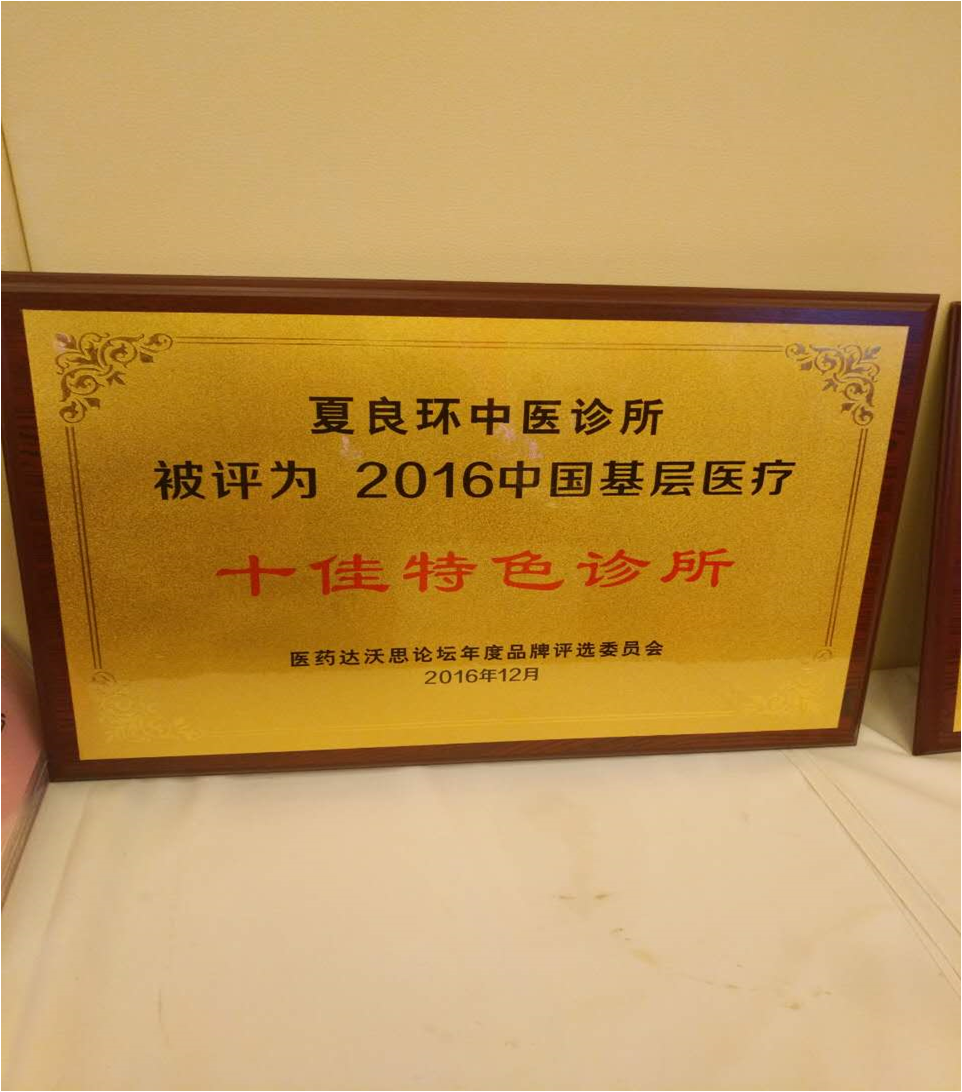 夏良环中医诊所
被评为 2016中国基层医疗
十佳特色诊所
医药达沃思论坛年度品牌评选委员会
2016年12月